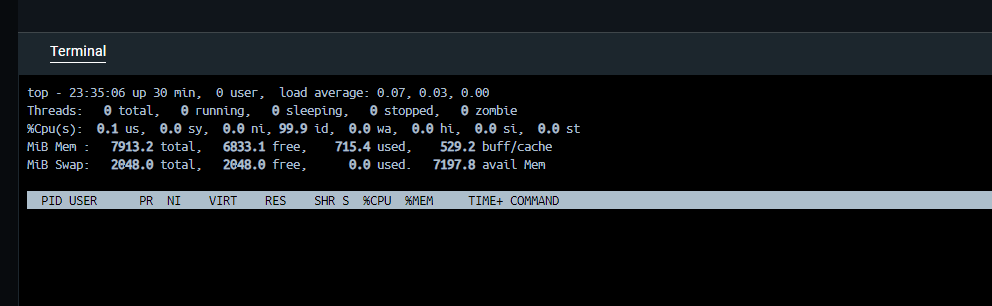 Terminal
top - 23:35:06 up 30 min,  0 user,  load average: 0.07, 0.03, 0.00
Threads:   0 total,   0 running,   0 sleeping,   0 stopped,   0 zombie
%Cpu(s):  0.1 us,  0.0 sy,  0.0 ni, 99.9 id,  0.0 wa,  0.0 hi,  0.0 si,  0.0 st
MiB Mem :   7913.2 total,   6833.1 free,    715.4 used,    529.2 buff/cache
MiB Swap:   2048.0 total,   2048.0 free,      0.0 used.   7197.8 avail Mem
PID USER      PR  NI    VIRT    RES    SHR S  %CPU  %MEM     TIME+ COMMAND